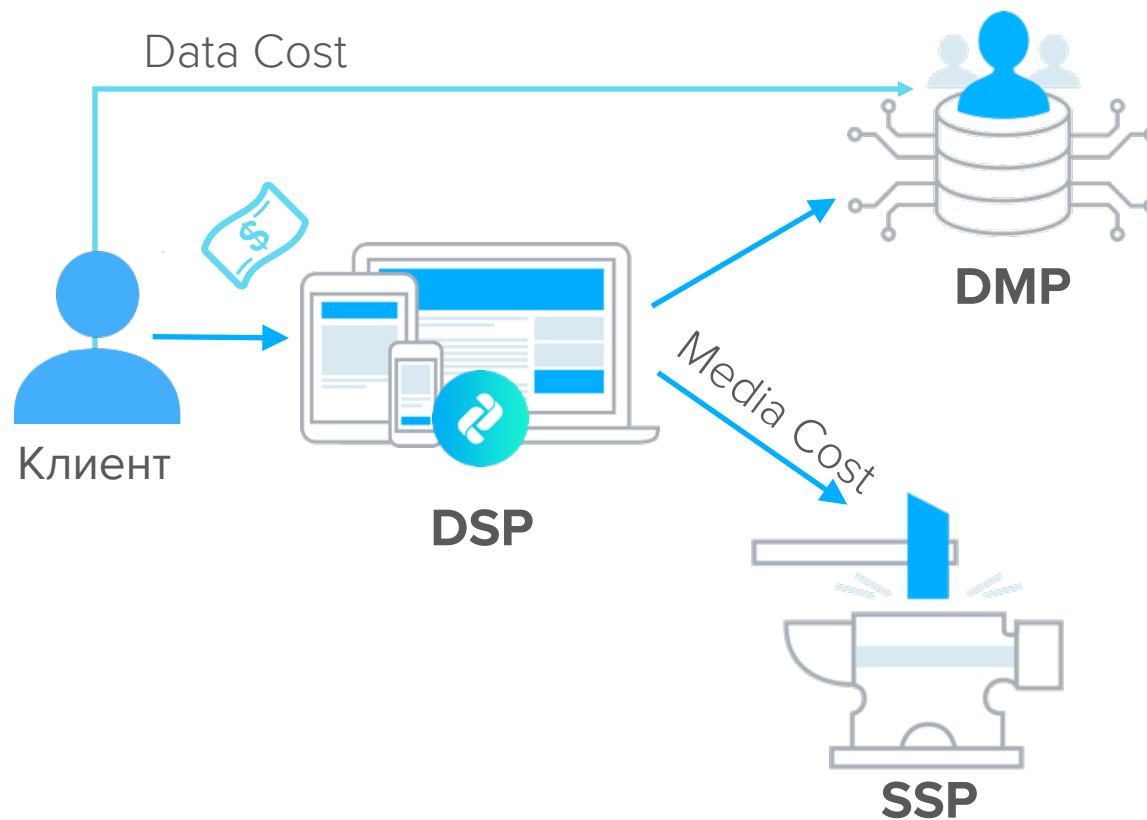 Data Cost
$
DMP
Media Cost
Клиент
DSP
SSP